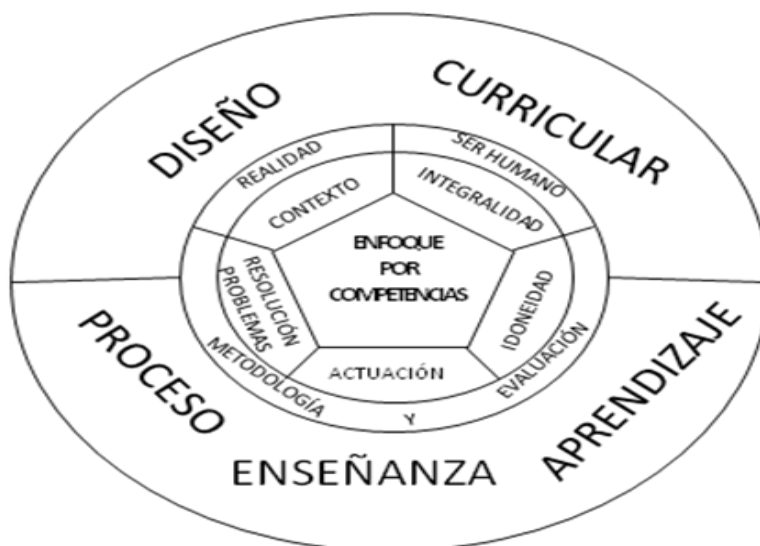 DISEÑO
CURRICULAR
REALIDAD
SER HUMANO
CONTEXTO
INTEGRALIDAD
ENFOQUE
POR
COMPETENCIAS
RESOLUCIÓN
PROBLEMAS
IDONEIDAD
ACTUACIÓN
METODOLOGÍA
Y
EVALUACIÓN
PROCESO
ENSEÑANZA
APRENDIZAJE